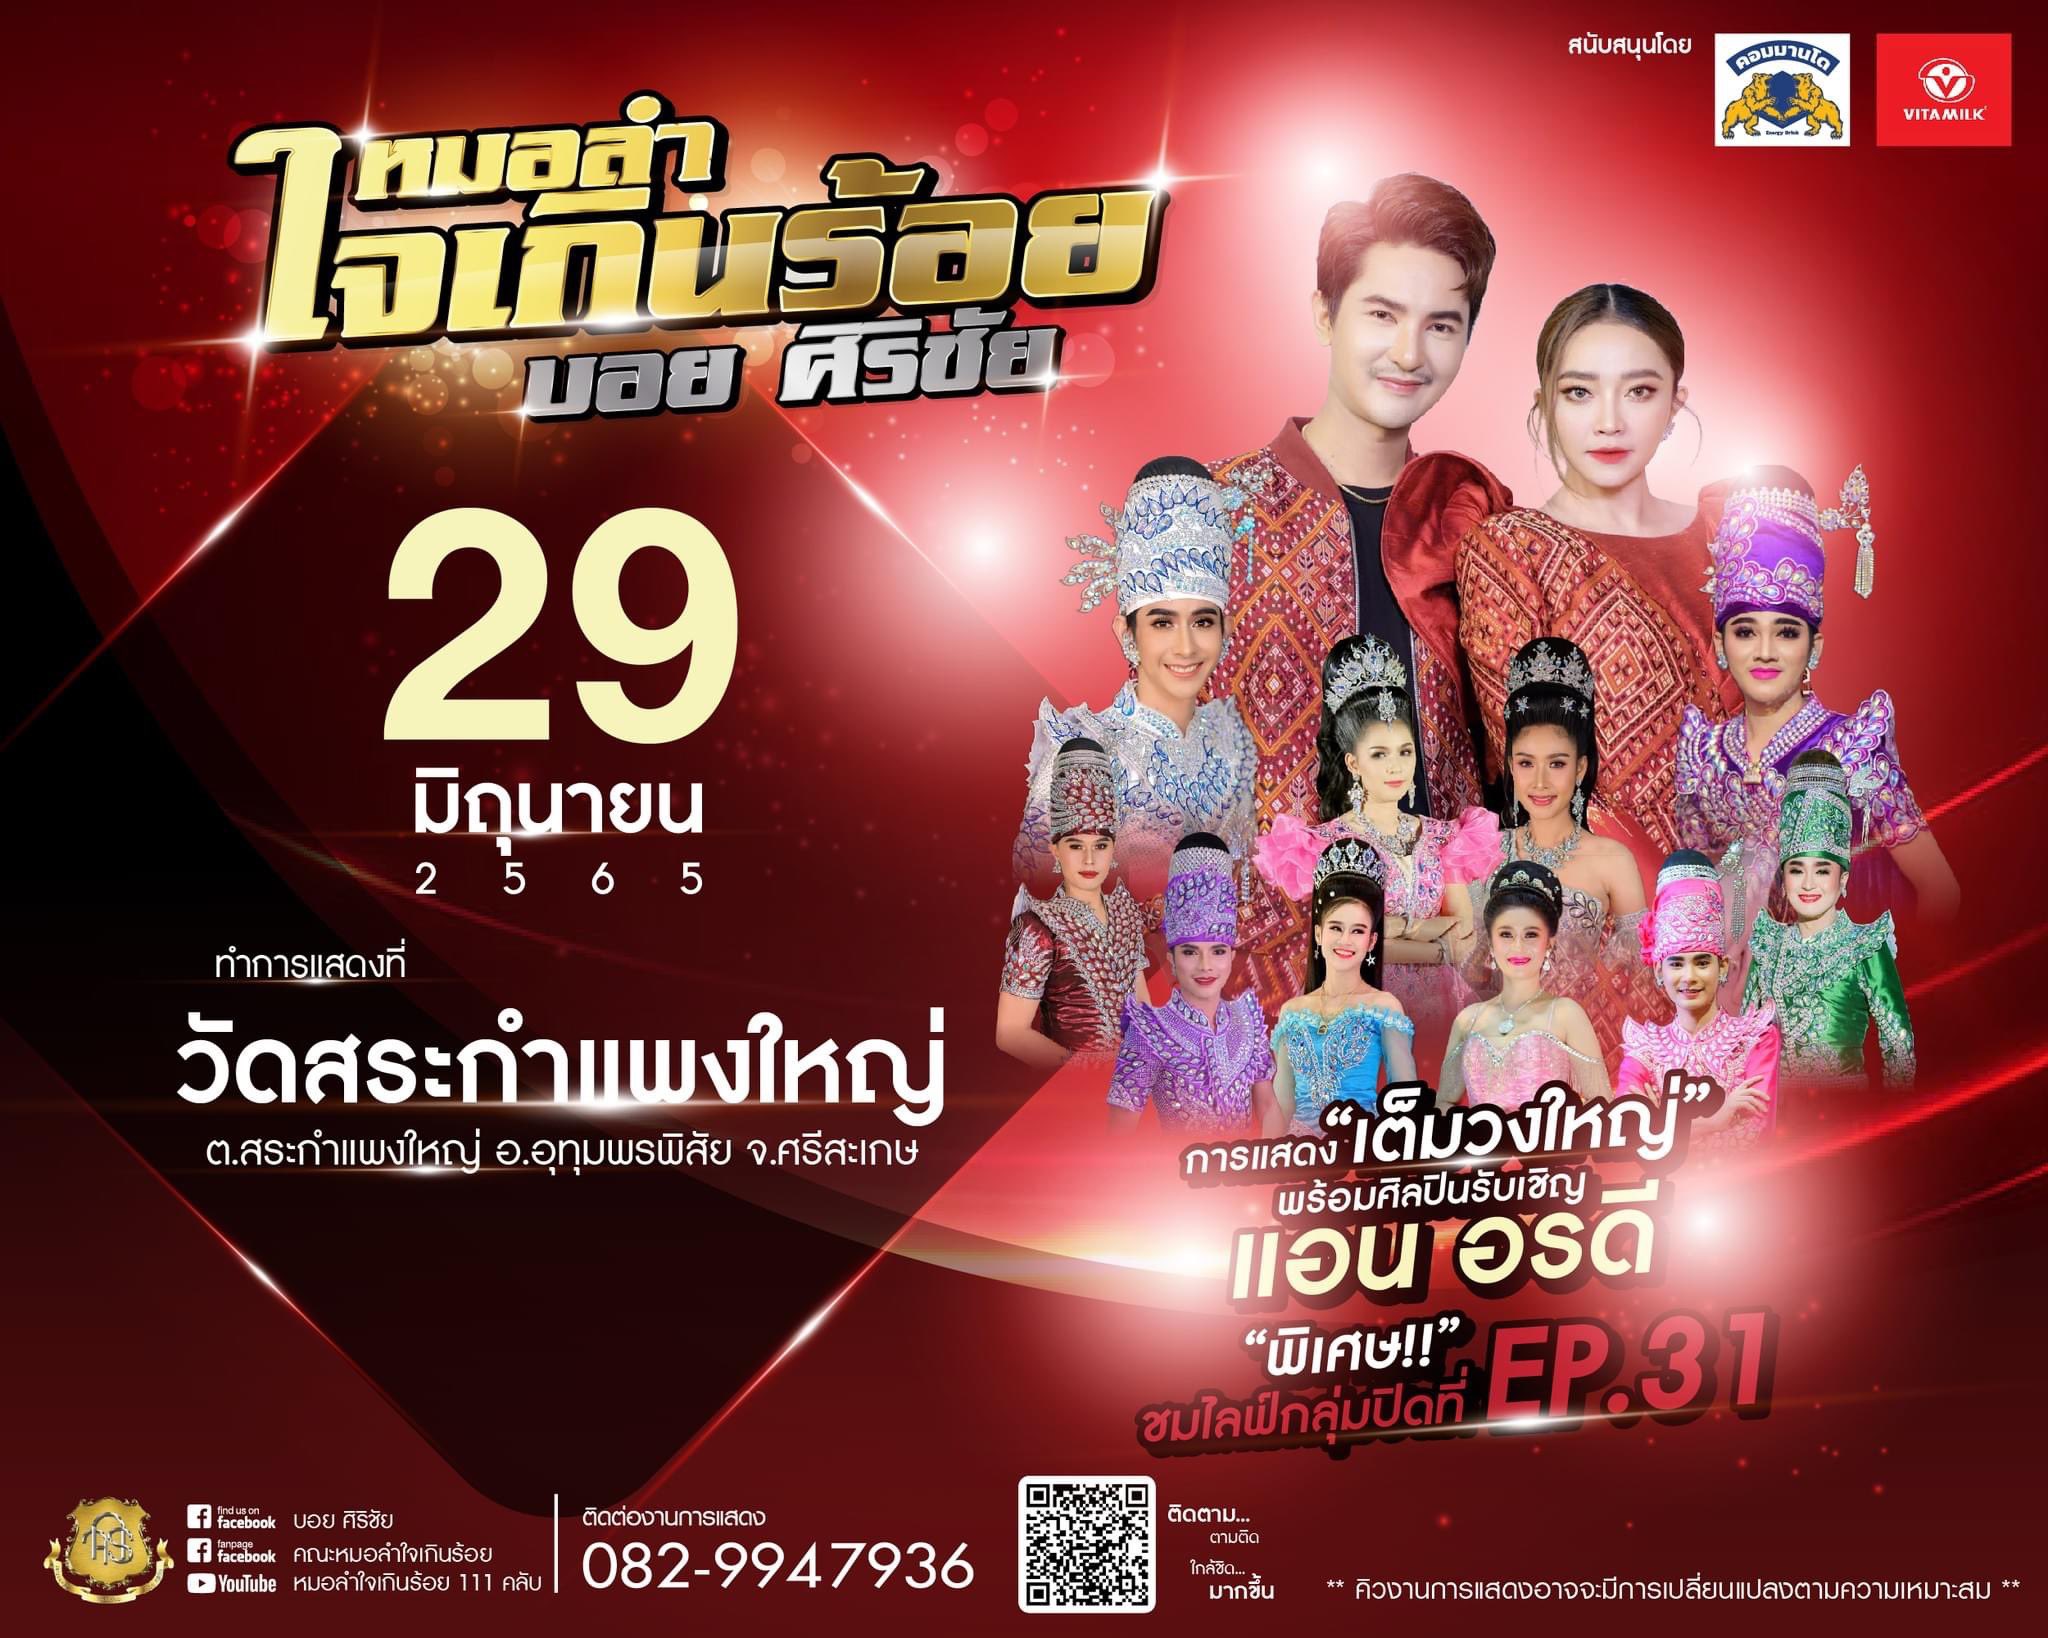 สนับสนุนโดย
คอมมานโด
Energy Drink
VITAMILK
หมอลำ
ใจเกินร้อย
บอย ศิริชัย
29
มิถุนายน
2 5 6 5
ทำการแสดงที่
วัดสระกำแพงใหญ่
ต.สระกำแพงใหญ่ อ.อุทุมพรพิสัย จ.ศรีสะเกษ
การแสดง "เต็มวงใหญ่"
พร้อมศิลปินรับเชิญ
แอน อรดี
"พิเศษ!!"
ชมไลฟ์กลุ่มปิดที่ EP.31
find us on
facebook บอย ศิริชัย
fanpage
facebook คณะหมอลำใจเกินร้อย
YouTube หมอลำใจเกินร้อย 111 คลับ
ติดต่องานการแสดง
082-9947936
ติดตาม...
ตามติด
ใกล้ชิด...
มากขึ้น
** คิวงานการแสดงอาจจะมีการเปลี่ยนแปลงตามความเหมาะสม **